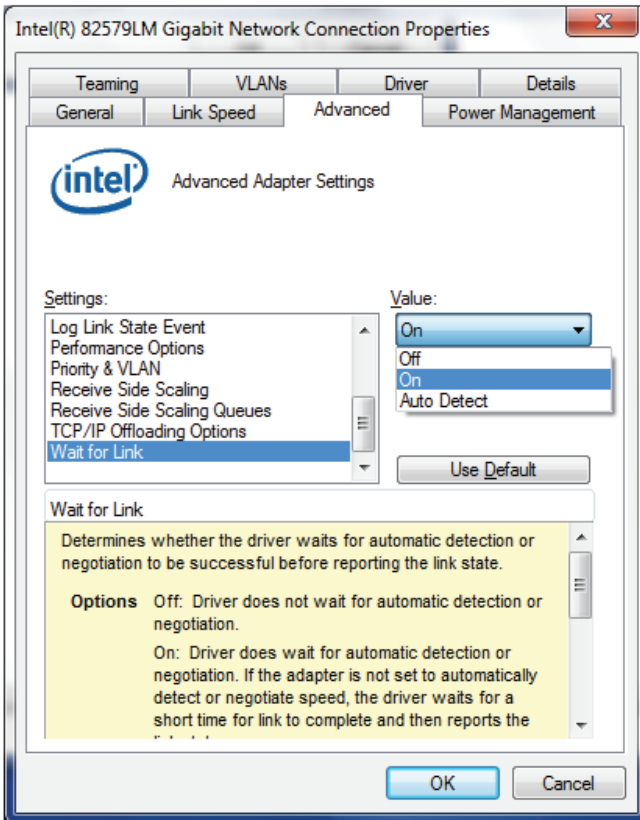 Intel(R) 82579LM Gigabit Network Connection Properties
Teaming
VLANs
Driver
Details
General
Link Speed
Advanced
Power Management
intel
Advanced Adapter Settings
Settings:
Log Link State Event
Performance Options
Priority & VLAN
Receive Side Scaling
Receive Side Scaling Queues
TCP/IP Offloading Options
Wait for Link
Value:
On
Off
On
Auto Detect
Use Default
Wait for Link
Determines whether the driver waits for automatic detection or
negotiation to be successful before reporting the link state.
Options Off: Driver does not wait for automatic detection or
negotiation.
On: Driver does wait for automatic detection or
negotiation. If the adapter is not set to automatically
detect or negotiate speed, the driver waits for a
short time for link to complete and then reports the
OK
Cancel